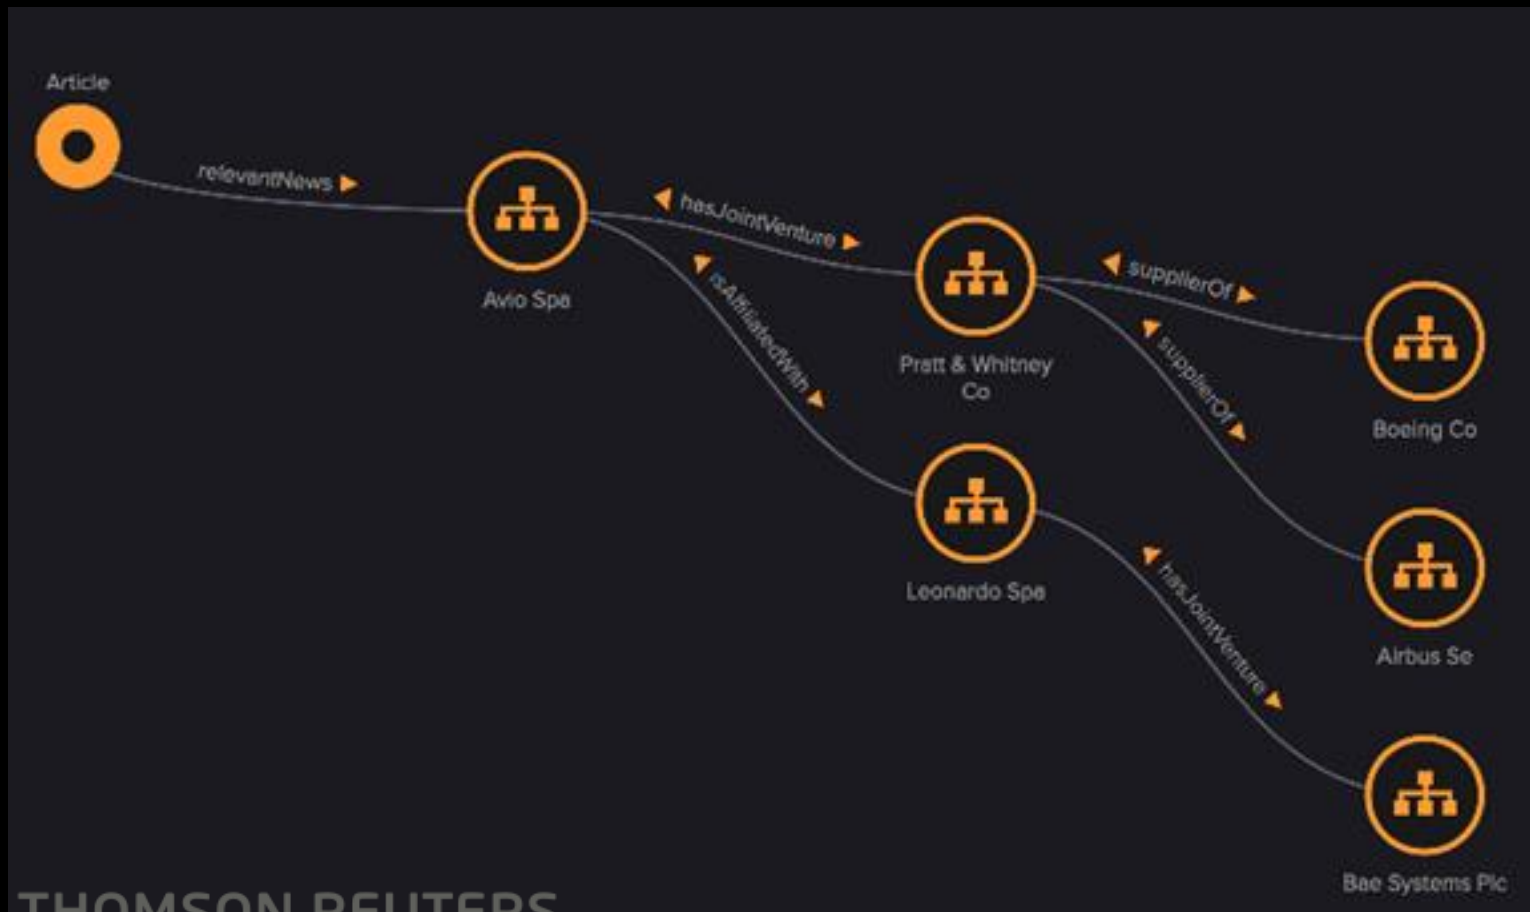 Article
relevantNews
Avio Spa
hasJointVenture
isAffiliatedWith
Pratt & Whitney
Co
supplierOf
supplierOf
Boeing Co
Leonardo Spa
hasJointVenture
Airbus Se
Bae Systems Plc
THOMSON REUTERS